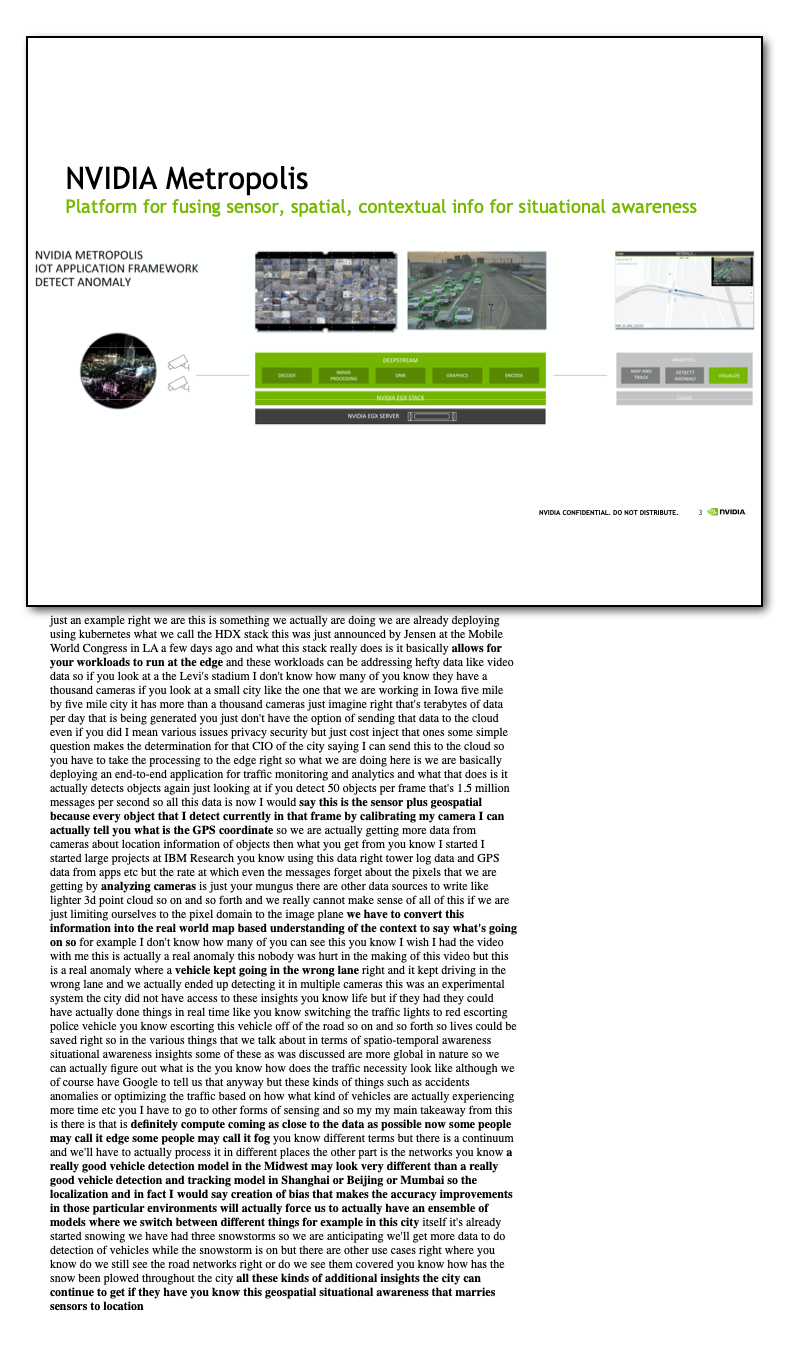 NVIDIA Metropolis
Platform for fusing sensor, spatial, contextual info for situational awareness
NVIDIA METROPOLIS
IOT APPLICATION FRAMEWORK
DETECT ANOMALY
DEEPSTREAM
DECODE
IMAGE
PROCESSING
DNN
GRAPHICS
ENCODE
NVIDIA EGX STACK
NVIDIA EGX SERVER
ANALYTICS
MAP AND
TRACK
DETECTT
ANOMALY
VISUALIZE
CLOUD
NVIDIA CONFIDENTIAL. DO NOT DISTRIBUTE.
3
NVIDIA
just an example right we are this is something we actually are doing we are already deploying
using kubernetes what we call the HDX stack this was just announced by Jensen at the Mobile
World Congress in LA a few days ago and what this stack really does is it basically allows for
your workloads to run at the edge and these workloads can be addressing hefty data like video
data so if you look at a the Levi's stadium I don't know how many of you know they have a
thousand cameras if you look at a small city like the one that we are working in Iowa five mile
by five mile city it has more than a thousand cameras just imagine right that's terabytes of data
per day that is being generated you just don't have the option of sending that data to the cloud
even if you did I mean various issues privacy security but just cost inject that ones some simple
question makes the determination for that CIO of the city saying I can send this to the cloud so
you have to take the processing to the edge right so what we are doing here is we are basically
deploying an end-to-end application for traffic monitoring and analytics and what that does is it
actually detects objects again just looking at if you detect 50 objects per frame that's 1.5 million
messages per second so all this data is now I would say this is the sensor plus geospatial
because every object that I detect currently in that frame by calibrating my camera I can
actually tell you what is the GPS coordinate so we are actually getting more data from
cameras about location information of objects then what you get from you know I started I
started large projects at IBM Research you know using this data right tower log data and GPS
data from apps etc but the rate at which even the messages forget about the pixels that we are
getting by analyzing cameras is just your mungus there are other data sources to write like
lighter 3d point cloud so on and so forth and we really cannot make sense of all of this if we are
just limiting ourselves to the pixel domain to the image plane we have to convert this
information into the real world map based understanding of the context to say what's going
on so for example I don't know how many of you can see this you know I wish I had the video
with me this is actually a real anomaly this nobody was hurt in the making of this video but this
is a real anomaly where a vehicle kept going in the wrong lane right and it kept driving in the
wrong lane and we actually ended up detecting it in multiple cameras this was an experimental
system the city did not have access to these insights you know life but if they had they could
have actually done things in real time like you know switching the traffic lights to red escorting
police vehicle you know escorting this vehicle off of the road so on and so forth so lives could be
saved right so in the various things that we talk about in terms of spatio-temporal awareness
situational awareness insights some of these as was discussed are more global in nature so we
can actually figure out what is the you know how does the traffic necessity look like although we
of course have Google to tell us that anyway but these kinds of things such as accidents
anomalies or optimizing the traffic based on how what kind of vehicles are actually experiencing
more time etc you I have to go to other forms of sensing and so my my main takeaway from this
is there is that is definitely compute coming as close to the data as possible now some people
may call it edge some people may call it fog you know different terms but there is a continuum
and we'll have to actually process it in different places the other part is the networks you know a
really good vehicle detection model in the Midwest may look very different than a really
good vehicle detection and tracking model in Shanghai or Beijing or Mumbai so the
localization and in fact I would say creation of bias that makes the accuracy improvements
in those particular environments will actually force us to actually have an ensemble of
models where we switch between different things for example in this city itself it's already
started snowing we have had three snowstorms so we are anticipating we'll get more data to do
detection of vehicles while the snowstorm is on but there are other use cases right where you
know do we still see the road networks right or do we see them covered you know how has the
snow been plowed throughout the city all these kinds of additional insights the city can
continue to get if they have you know this geospatial situational awareness that marries
sensors to location